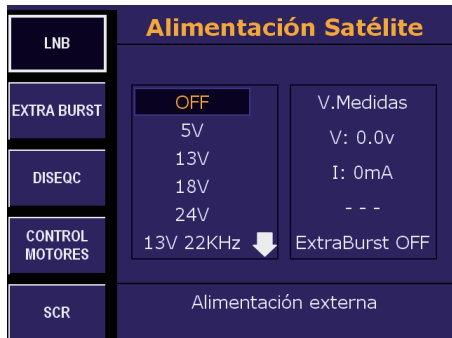 Alimentación Satélite
LNB
EXTRA BURST
DISEQC
CONTROL
MOTORES
SCR
OFF
5V
13V
18V
24V
13V 22KHz
V.Medidas
V: 0.0v
I: 0mA
- - -
ExtraBurst OFF
Alimentación externa